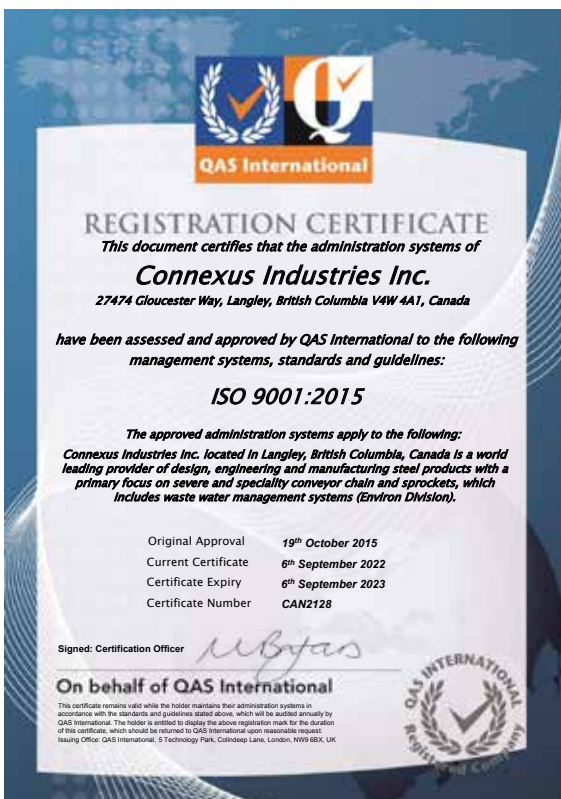 QAS International
REGISTRATION CERTIFICATE
This document certifies that the administration systems of
Connexus Industries Inc.
27474 Gloucester Way, Langley, British Columbia V4W 4A1, Canada
have been assessed and approved by QAS International to the following
management systems, standards and guidelines:
ISO 9001:2015
The approved administration systems apply to the following:
Connexus Industries Inc. located in Langley, British Columbia, Canada is a world
leading provider of design, engineering and manufacturing steel products with a
primary focus on severe and speciality conveyor chain and sprockets, which
includes waste water management systems (Environ Division).
Original Approval 19th October 2015
Current Certificate 6th September 2022
Certificate Expiry 6th September 2023
Certificate Number CAN2128
Signed: Certification Officer
On behalf of QAS International
This certificate remains valid while the holder maintains their administration systems in
accordance with the standards and guidelines stated above, which will be audited annually by
QAS International. The holder is entitled to display the above registration mark for the duration
of this certificate, which should be returned to QAS International upon reasonable request.
Issuing Office: QAS International, 5 Technology Park, Colindeep Lane, London, NW9 6BX, UK
QAS INTERNATIONAL
Registered Company